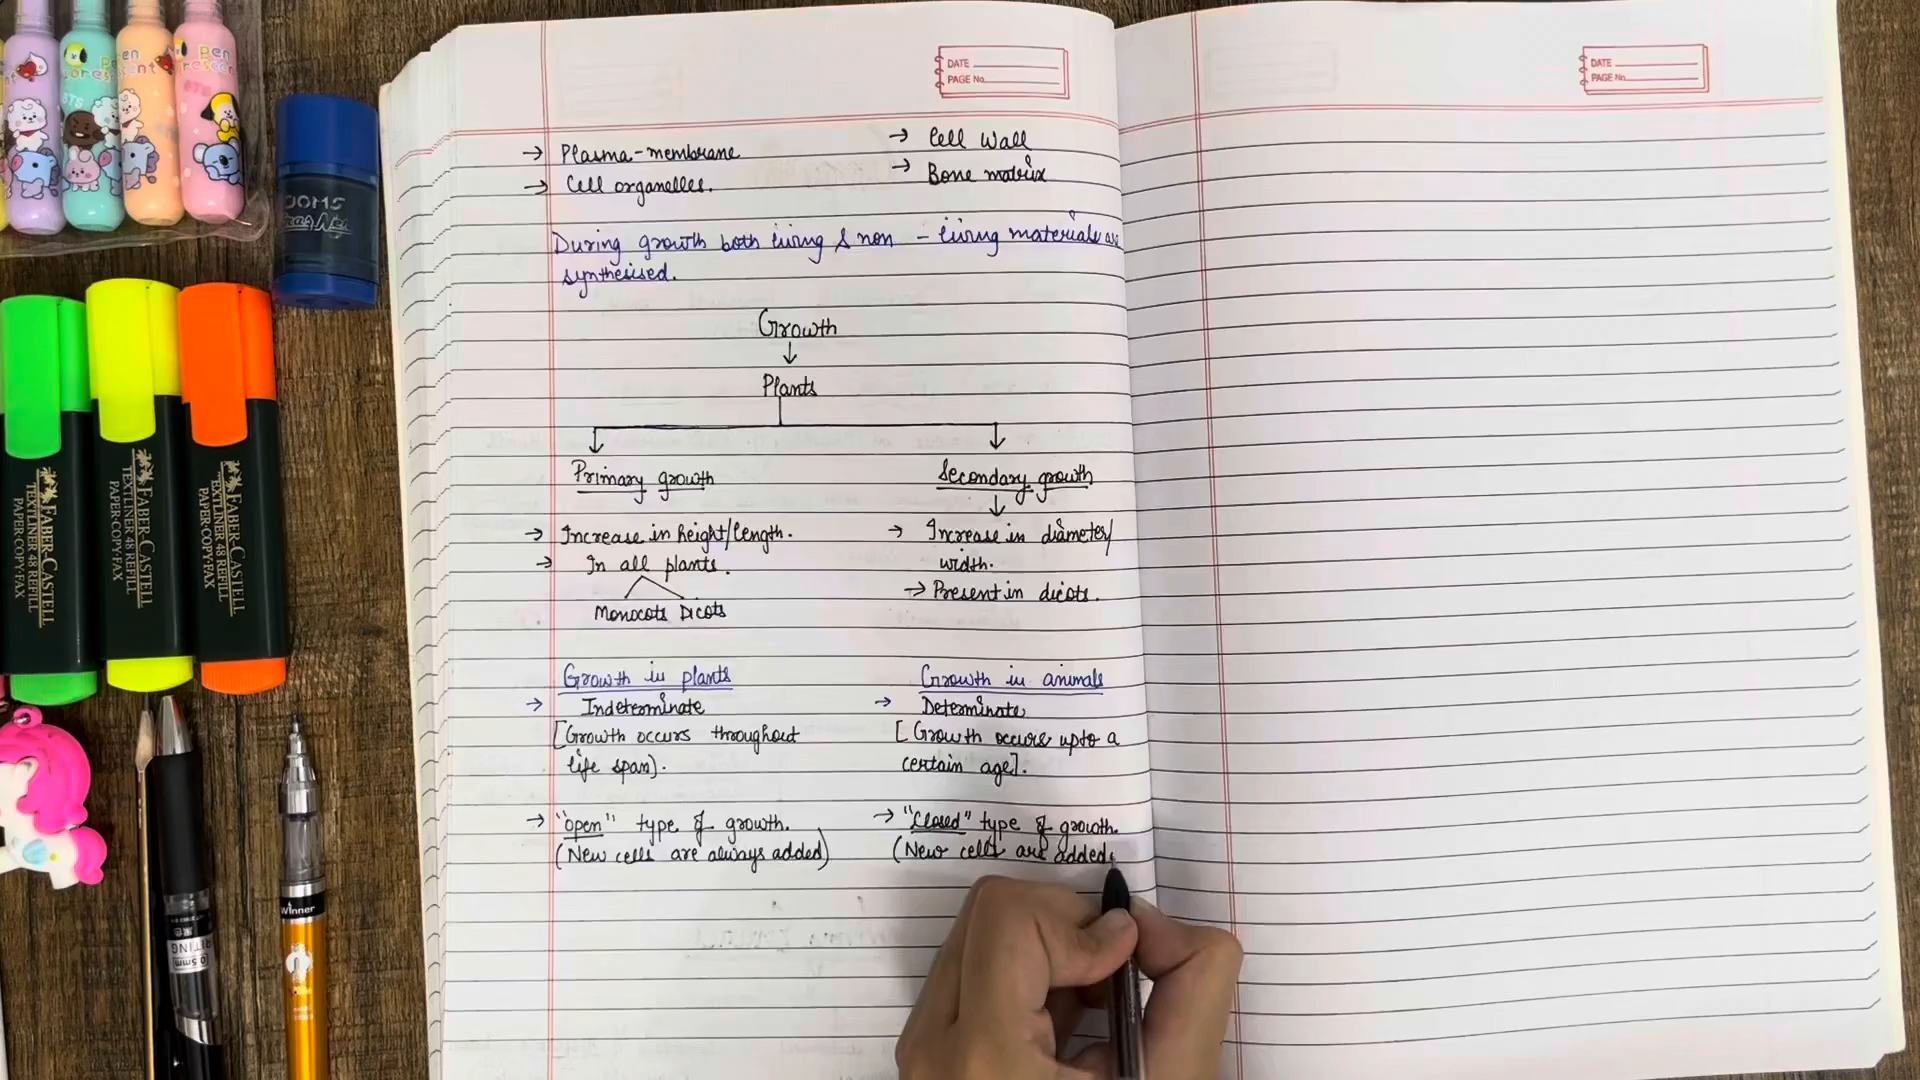 DATE
PAGE No.
DATE
PAGE No.
→ Plasma-membrane → Cell Wall
→ Cell organelles. → Bone matrix
During growth both living & non - living materials are
synthesised.
Growth
↓
Plants
Primary growth Secondary growth
→ Increase in height/length. → Increase in diameter/
→ In all plants. width.
Monocots Dicots → Present in dicots.
Growth in plants Growth in animals
→ Indeterminate → Determinate
[Growth occurs throughout [Growth occurs upto a
life span]. certain age].
→ "open" type of growth. → "Closed" type of growth.
(New cells are always added) (New cells are added
pen
BTS
pen
ROOMS
FABER-CASTELL
TEXTLINER 48 REFILL
PAPER·COPY·FAX
FABER-CASTELL
TEXTLINER 48 REFILL
PAPER·COPY·FAX
FABER-CASTELL
TEXTLINER 48 REFILL
PAPER·COPY·FAX
WRITING
0.5mm
Winner